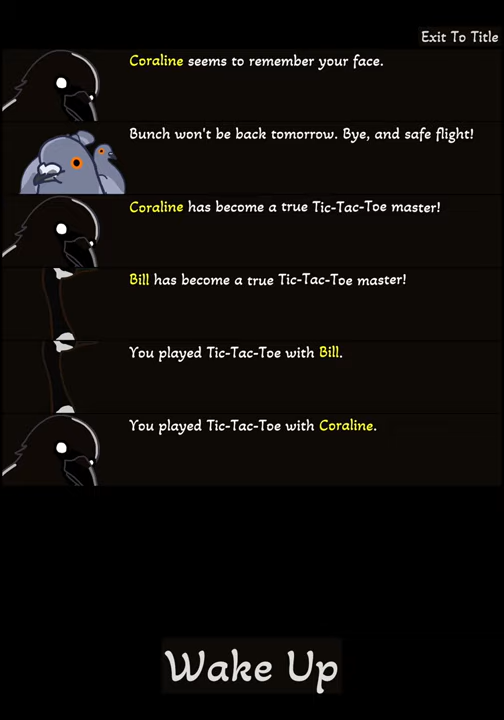 Exit To Title
Coraline seems to remember your face.
Bunch won't be back tomorrow. Bye, and safe flight!
Coraline has become a true Tic-Tac-Toe master!
Bill has become a true Tic-Tac-Toe master!
You played Tic-Tac-Toe with Bill.
You played Tic-Tac-Toe with Coraline.
Wake Up